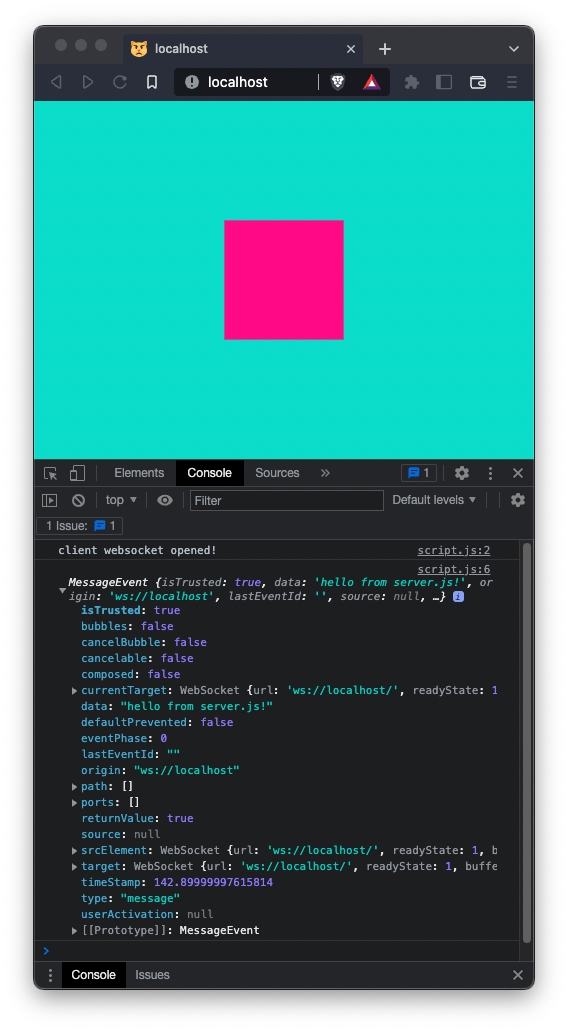 localhost
localhost
Elements Console Sources » 1
top Filter Default levels
1 Issue: 1
client websocket opened! script.js:2
script.js:6
MessageEvent {isTrusted: true, data: 'hello from server.js!', or
igin: 'ws://localhost', lastEventId: '', source: null, …} i
isTrusted: true
bubbles: false
cancelBubble: false
cancelable: false
composed: false
currentTarget: WebSocket {url: 'ws://localhost/', readyState: 1
data: "hello from server.js!"
defaultPrevented: false
eventPhase: 0
lastEventId: ""
origin: "ws://localhost"
path: []
ports: []
returnValue: true
source: null
srcElement: WebSocket {url: 'ws://localhost/', readyState: 1, b
target: WebSocket {url: 'ws://localhost/', readyState: 1, buffe
timeStamp: 142.89999997615814
type: "message"
userActivation: null
[[Prototype]]: MessageEvent
>
Console Issues